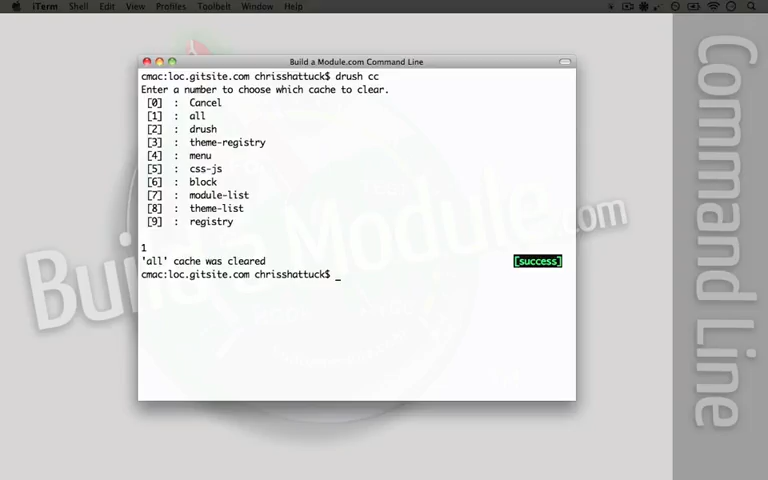 iTerm Shell Edit View Profiles Toolbelt Window Help
Build a Module.com Command Line
cmac:loc.gitsite.com chrisshattuck$ drush cc
Enter a number to choose which cache to clear.
[0] : Cancel
[1] : all
[2] : drush
[3] : theme-registry
[4] : menu
[5] : css-js
[6] : block
[7] : module-list
[8] : theme-list
[9] : registry
1
'all' cache was cleared [success]
cmac:loc.gitsite.com chrisshattuck$ _
Build a Module.com
Command Line